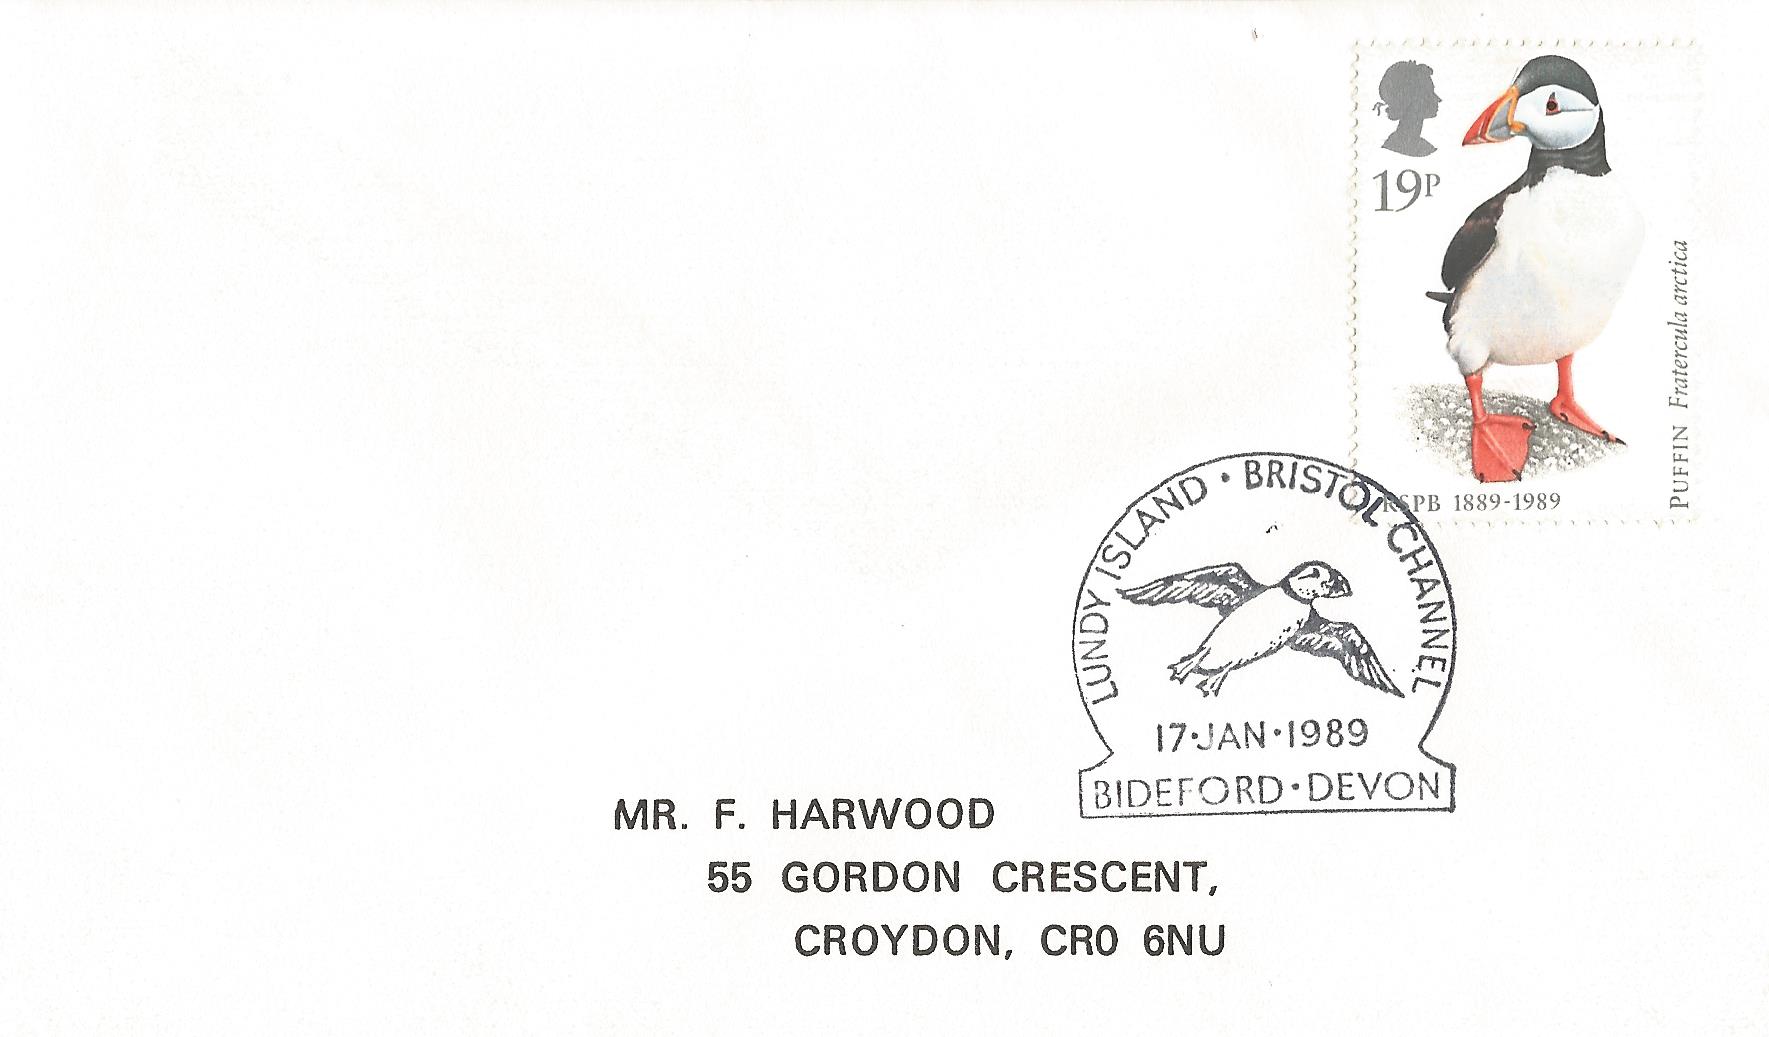 19P
PUFFIN Fratercula arctica
RSPB 1889-1989
LUNDY ISLAND · BRISTOL CHANNEL
17·JAN·1989
BIDEFORD·DEVON
MR. F. HARWOOD
55 GORDON CRESCENT,
CROYDON, CR0 6NU